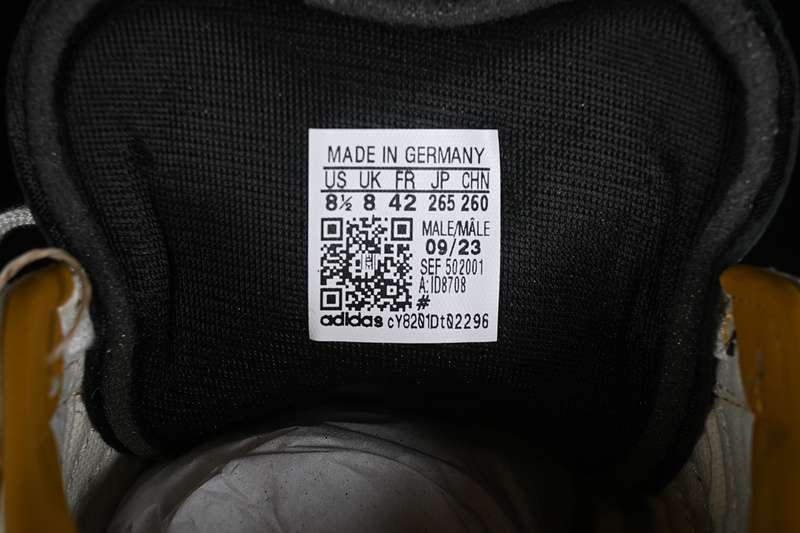 MADE IN GERMANY
US UK FR JP CHN
8½ 8 42 265 260
MALE/MÂLE
09/23
SEF 502001
A: ID8708
#
adidas cY8201Dt02296